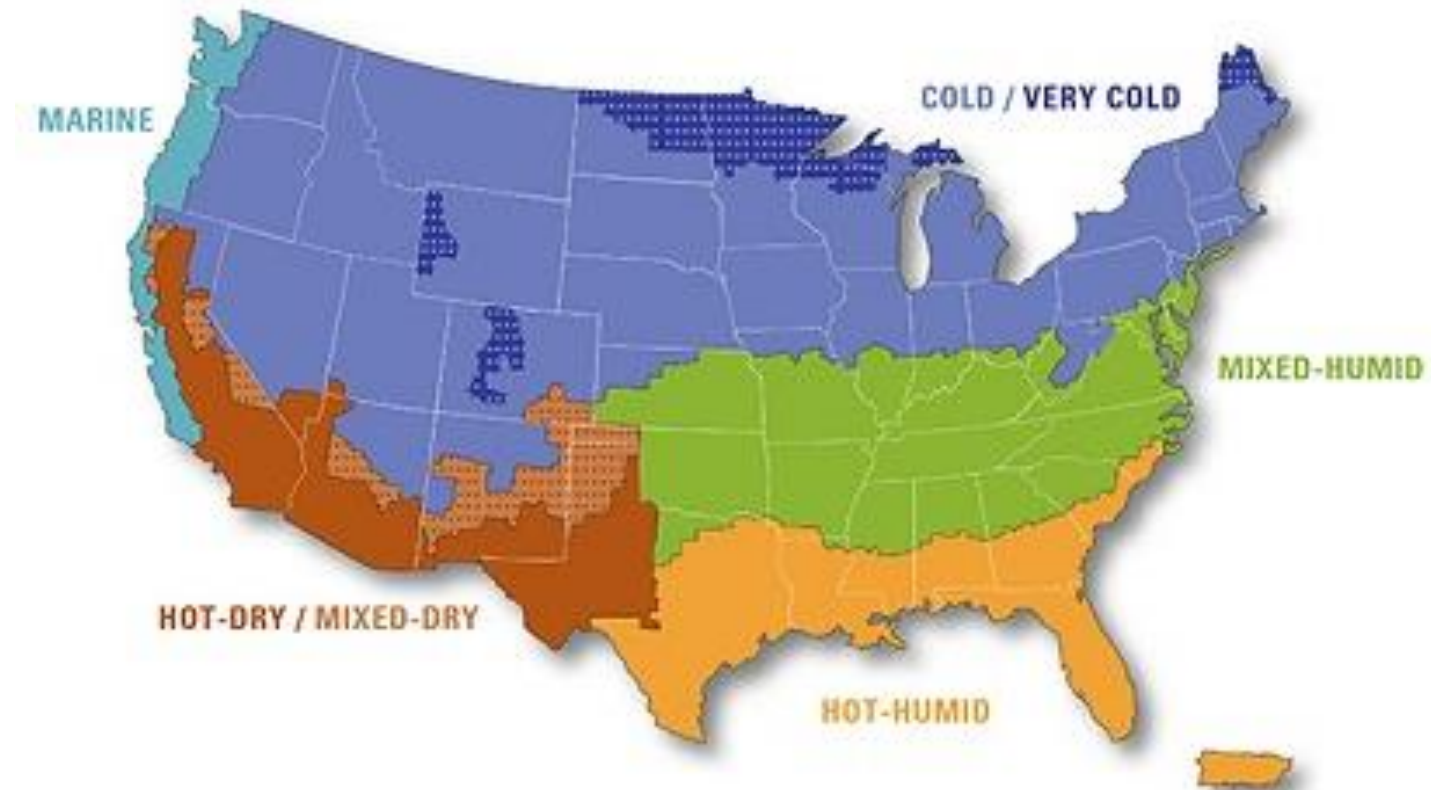 MARINE
COLD / VERY COLD
MIXED-HUMID
HOT-DRY / MIXED-DRY
HOT-HUMID